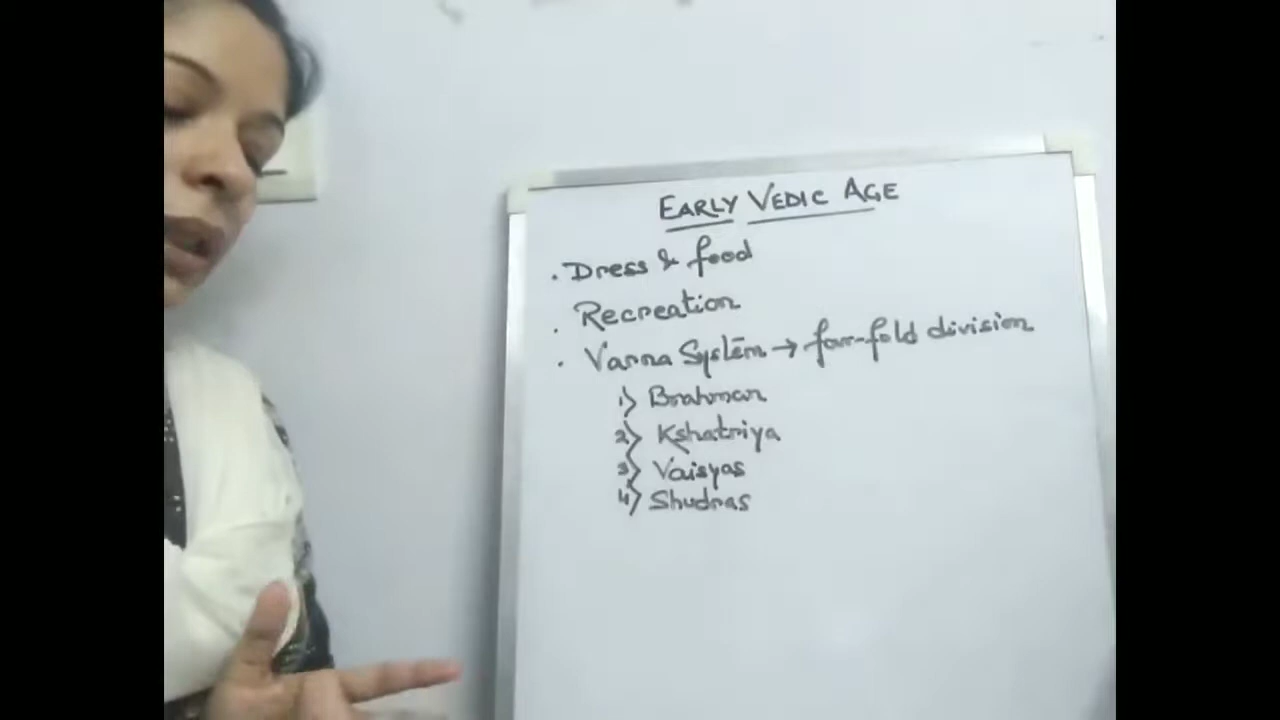 EARLY VEDIC AGE
. Dress & food
. Recreation
. Varna System → four-fold division
1) Brahman
2) Kshatriya
3) Vaisyas
4) Shudras